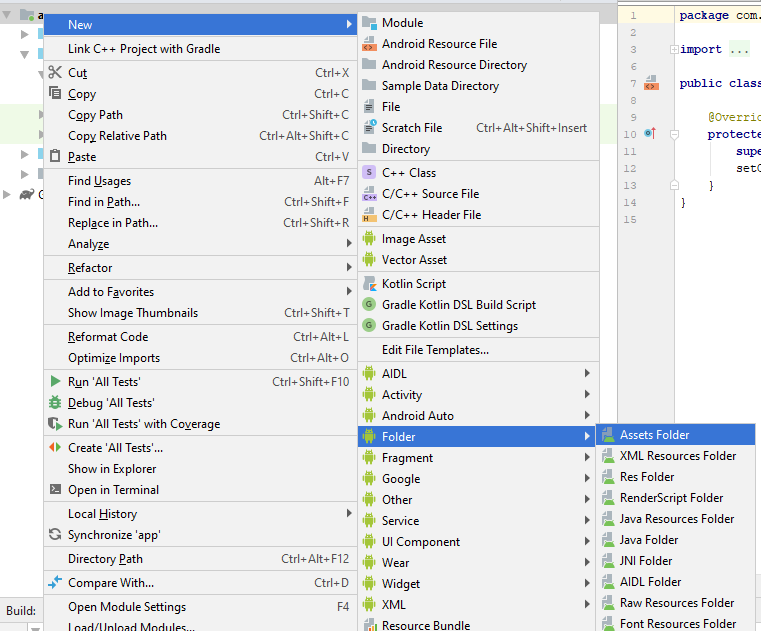 a
New
Link C++ Project with Gradle
Cut Ctrl+X
Copy Ctrl+C
Copy Path Ctrl+Shift+C
Copy Relative Path Ctrl+Alt+Shift+C
Paste Ctrl+V
Find Usages Alt+F7
Find in Path... Ctrl+Shift+F
Replace in Path... Ctrl+Shift+R
Analyze
Refactor
Add to Favorites
Show Image Thumbnails Ctrl+Shift+T
Reformat Code Ctrl+Alt+L
Optimize Imports Ctrl+Alt+O
Run 'All Tests' Ctrl+Shift+F10
Debug 'All Tests'
Run 'All Tests' with Coverage
Create 'All Tests'...
Show in Explorer
Open in Terminal
Local History
Synchronize 'app'
Directory Path Ctrl+Alt+F12
Compare With... Ctrl+D
Open Module Settings F4
Load/Unload Modules...
G
Build:
Module
Android Resource File
Android Resource Directory
Sample Data Directory
File
Scratch File Ctrl+Alt+Shift+Insert
Directory
S C++ Class
C++ C/C++ Source File
H C/C++ Header File
Image Asset
Vector Asset
Kotlin Script
G Gradle Kotlin DSL Build Script
G Gradle Kotlin DSL Settings
Edit File Templates...
AIDL
Activity
Android Auto
Folder
Fragment
Google
Other
Service
UI Component
Wear
Widget
XML
Resource Bundle
Assets Folder
XML Resources Folder
Res Folder
RenderScript Folder
Java Resources Folder
Java Folder
JNI Folder
AIDL Folder
Raw Resources Folder
Font Resources Folder
1 package com.
2
3 import ...
6
7 public class
8
9 @Overrid
10 protecte
11 supe
12 setC
13 }
14 }
15